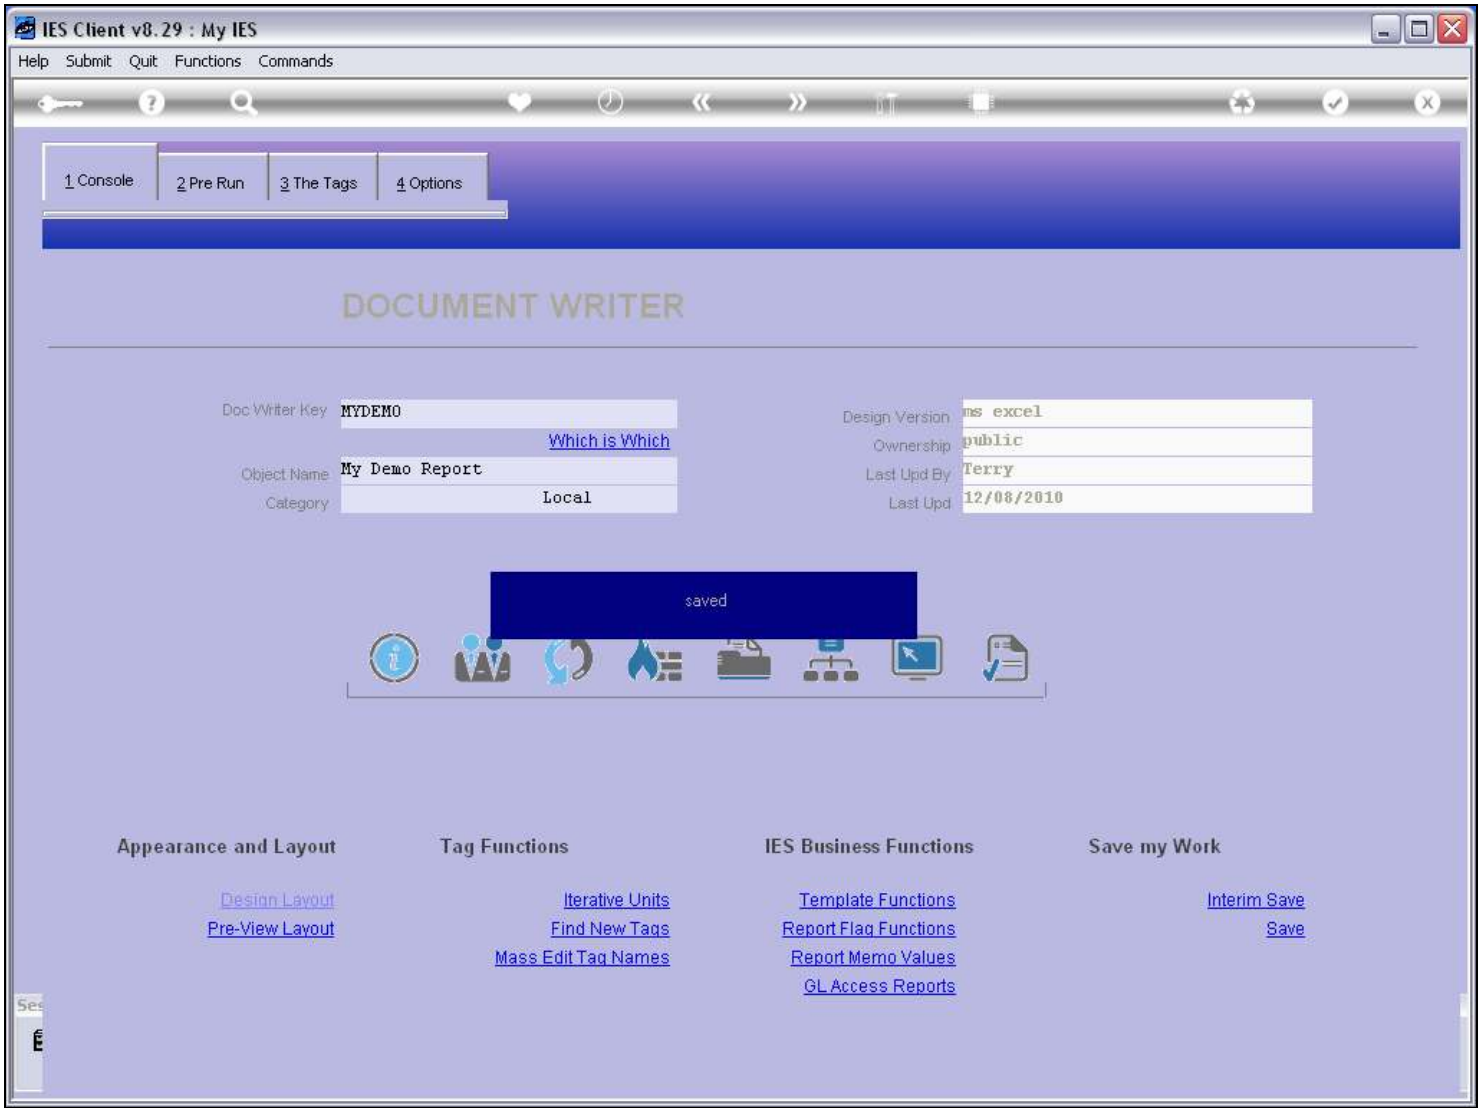 IES Client v8.29 : My IES
Help Submit Quit Functions Commands
1 Console 2 Pre Run 3 The Tags 4 Options
DOCUMENT WRITER
Doc Writer Key MYDEMO
Design Version ms excel
Which is Which
Ownership public
Object Name My Demo Report
Last Upd By Terry
Category Local
Last Upd 12/08/2010
saved
Appearance and Layout Tag Functions IES Business Functions Save my Work
Design Layout Iterative Units Template Functions Interim Save
Pre-View Layout Find New Tags Report Flag Functions Save
Mass Edit Tag Names Report Memo Values
GL Access Reports